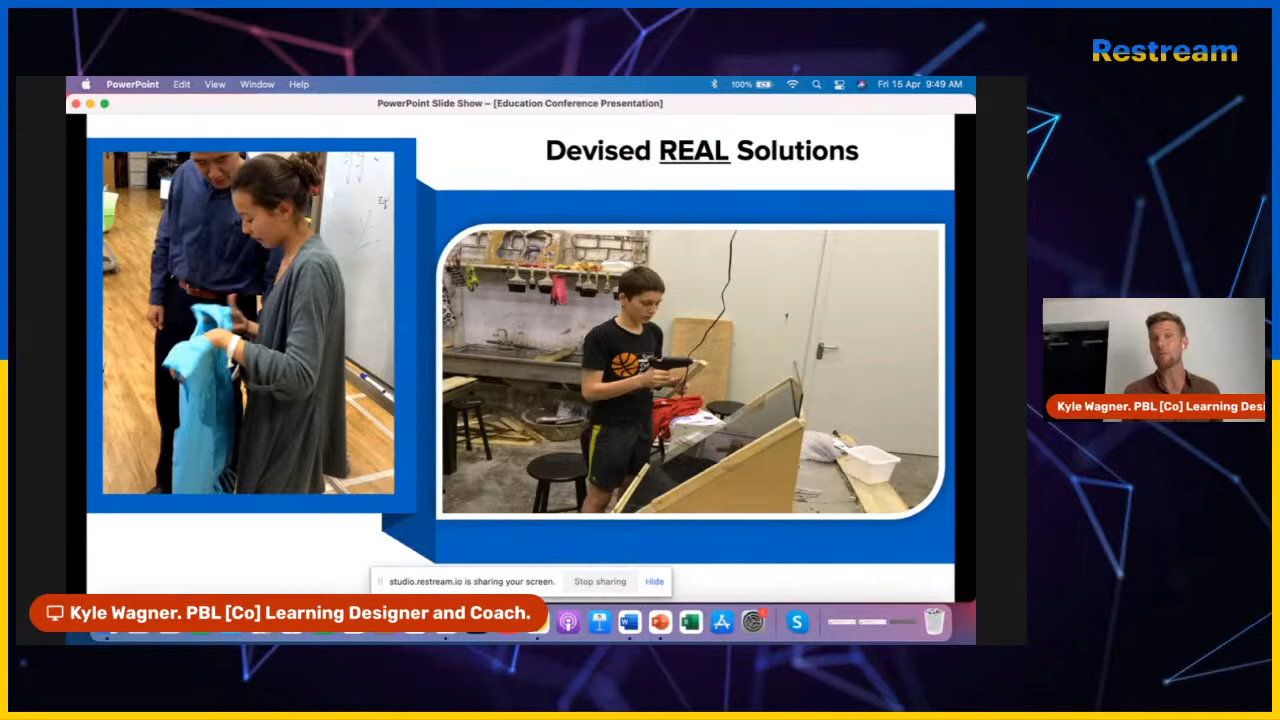 Restream
PowerPoint Edit View Window Help
100% Fri 15 Apr 9:49 AM
PowerPoint Slide Show – [Education Conference Presentation]
Devised REAL Solutions
Kyle Wagner. PBL [Co] Learning Desi
studio.restream.io is sharing your screen. Stop sharing Hide
Kyle Wagner. PBL [Co] Learning Designer and Coach.